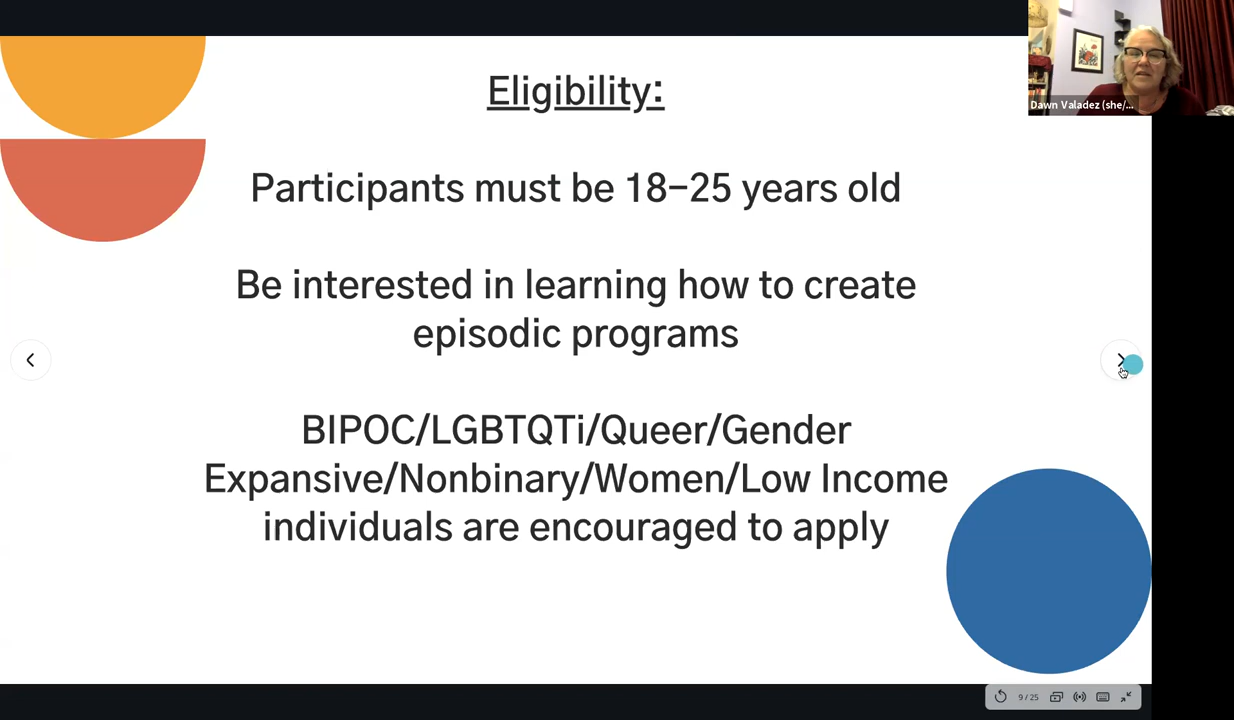 Eligibility:
Participants must be 18–25 years old
Be interested in learning how to create
episodic programs
BIPOC/LGBTQTi/Queer/Gender
Expansive/Nonbinary/Women/Low Income
individuals are encouraged to apply
Dawn Valadez (she/...
9/25